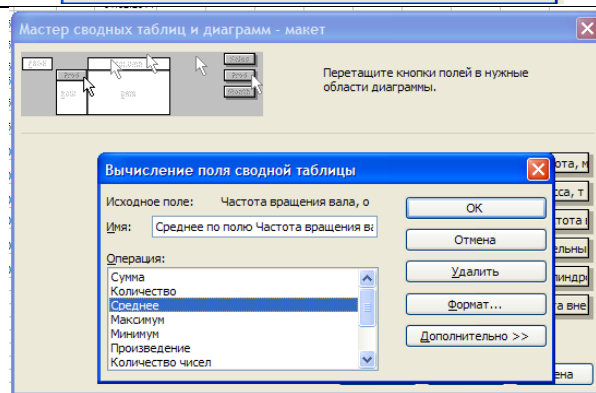 Мастер сводных таблиц и диаграмм - макет
Перетащите кнопки полей в нужные
области диаграммы.
Вычисление поля сводной таблицы
Исходное поле: Частота вращения вала, о
Имя: Среднее по полю Частота вращения ва
Операция:
Сумма
Количество
Среднее
Максимум
Минимум
Произведение
Количество чисел
ОК
Отмена
Удалить
Формат...
Дополнительно >>